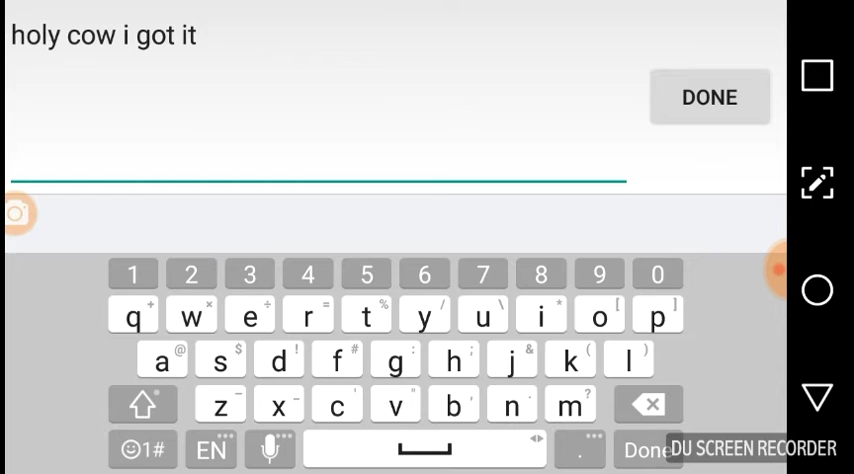 holy cow i got it
DONE
1 2 3 4 5 6 7 8 9 0
q + w × e ÷ r = t % y / u \ i * o [ p ]
a @ s $ d ! f # g : h ; j & k ( l )
z - x - c ' v " b , n . m ?
☺1# EN . Done
DU SCREEN RECORDER